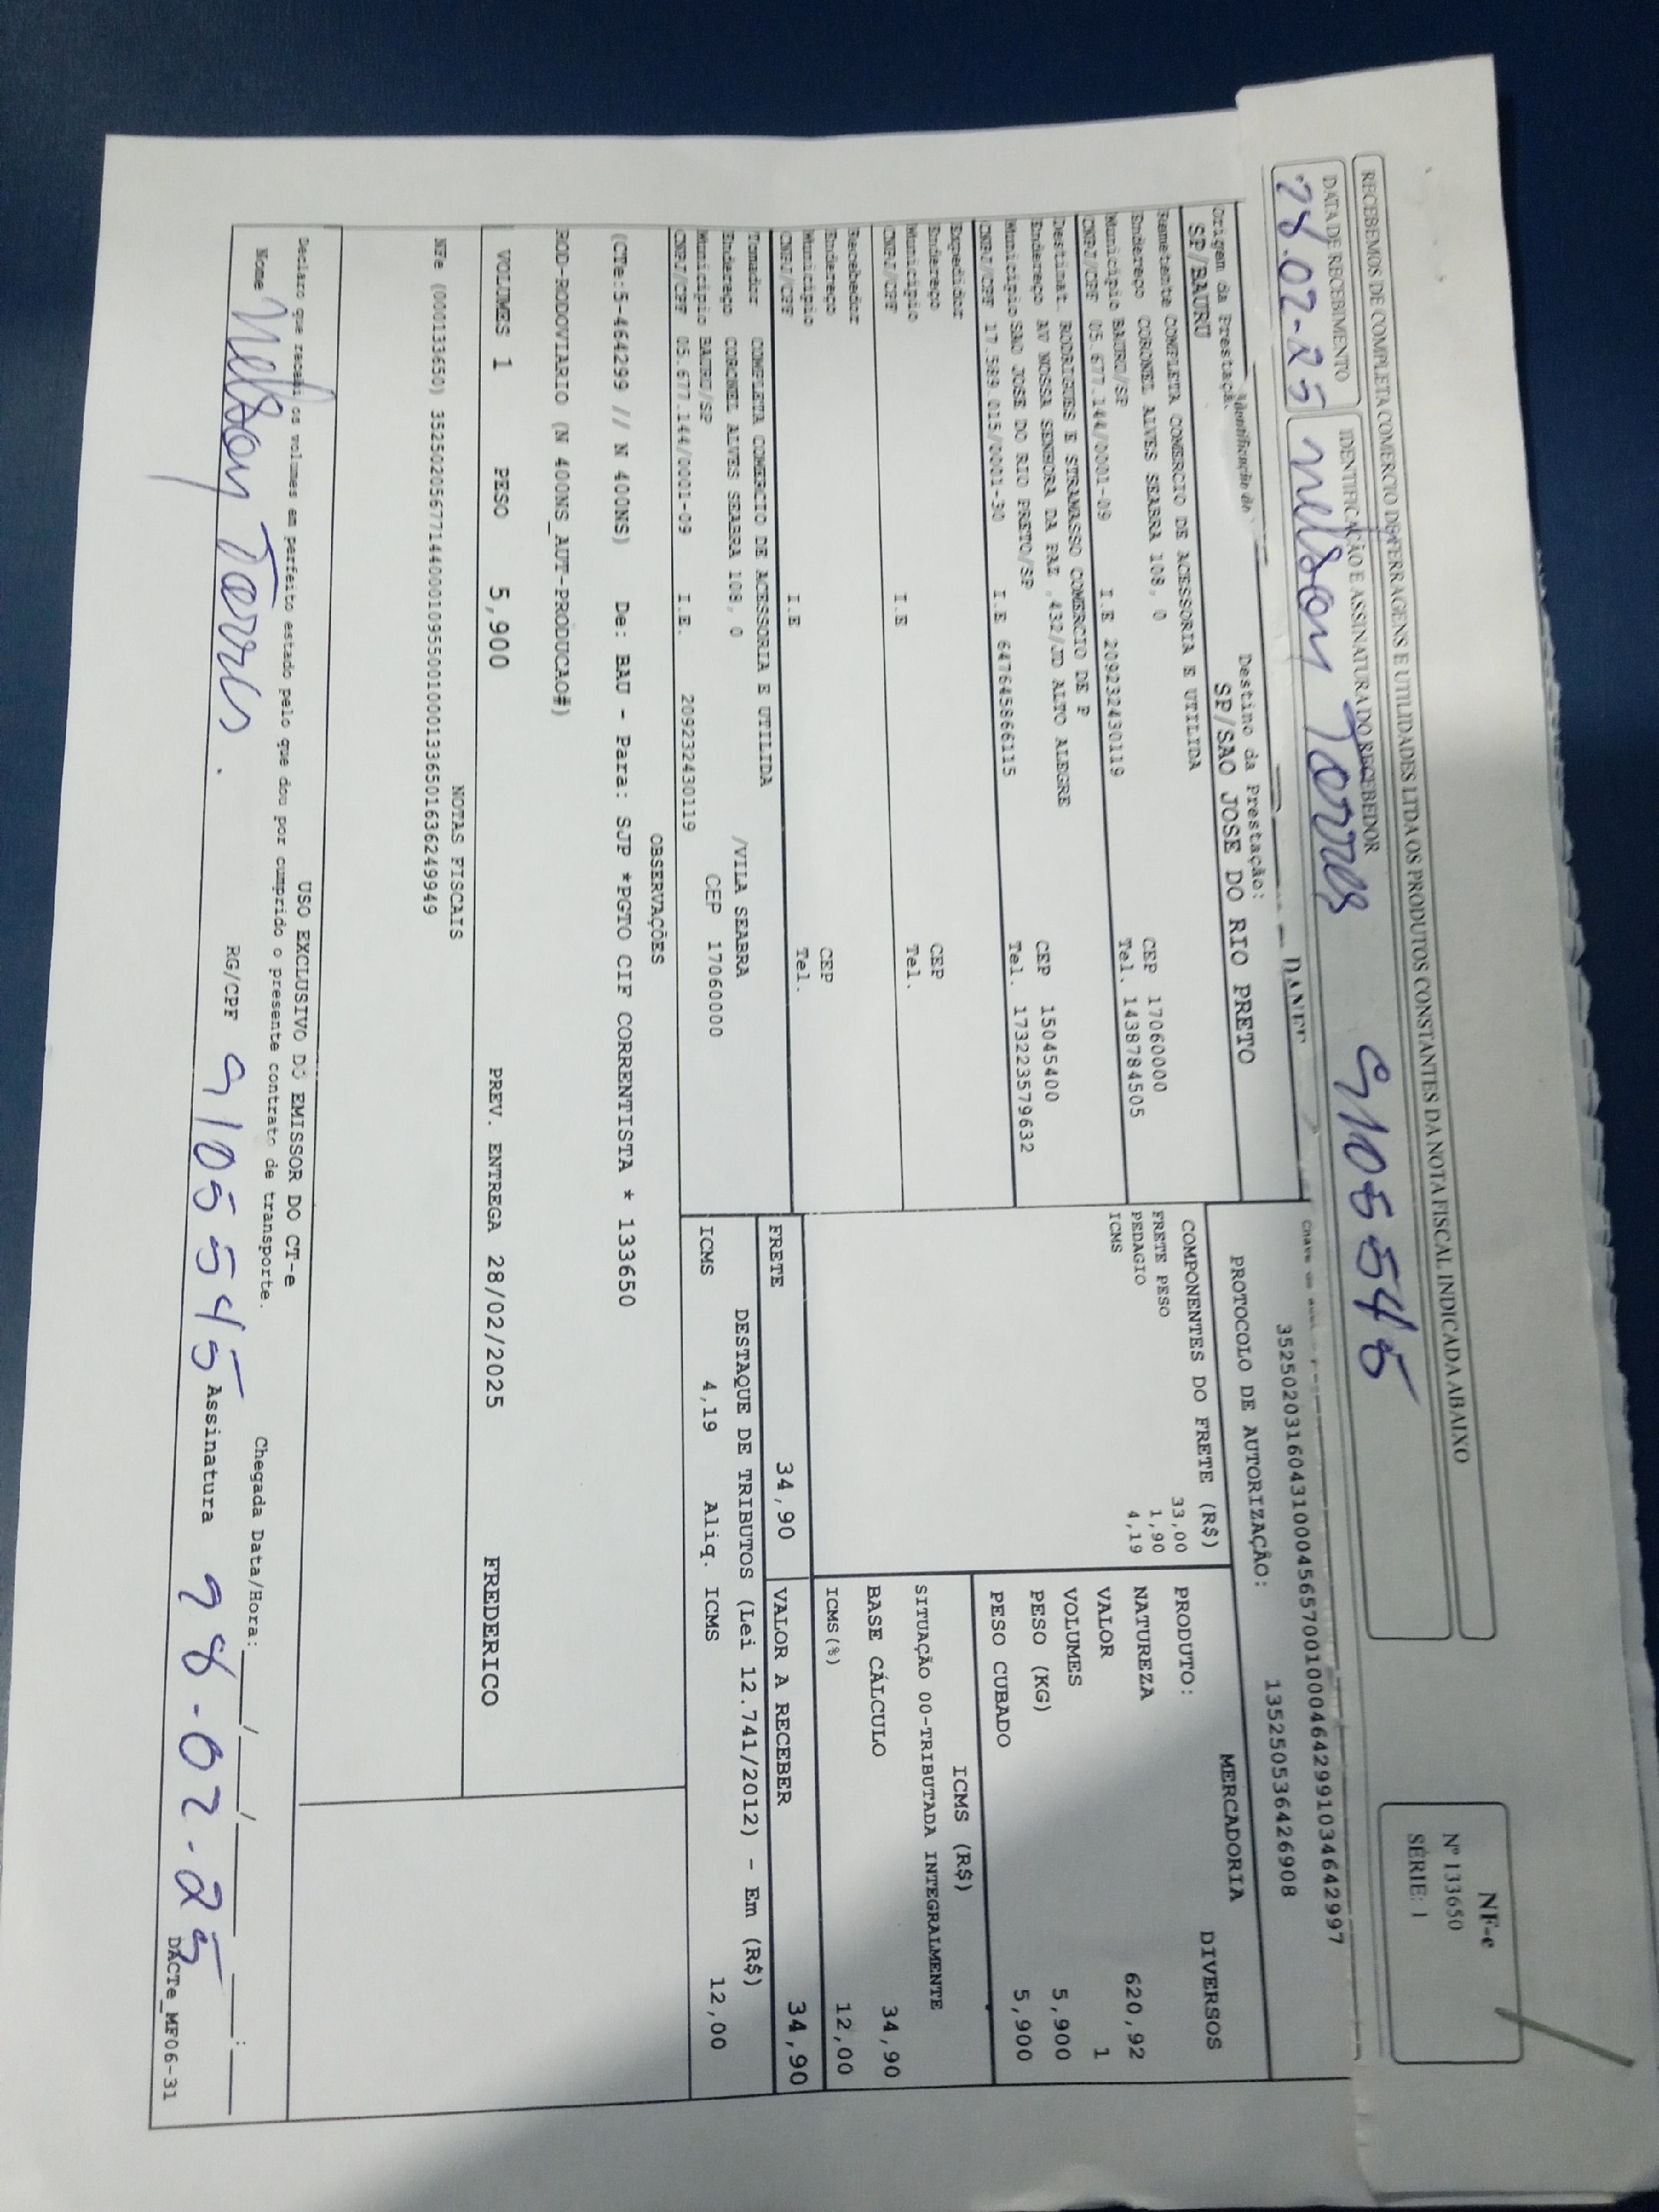 RECEBEMOS DE COMPLETA COMERCIO DE FERRAGENS E UTILIDADES LTDA OS PRODUTOS CONSTANTES DA NOTA FISCAL INDICADA ABAIXO
DATA DE RECEBIMENTO
IDENTIFICAÇÃO E ASSINATURA DO RECEBEDOR
28.02-25 Nelson Torres 9105545
NF-e
Nº 133650
SÉRIE: 1
Identificação do
DANFE
35250203160431000456570010004642991034642997
Origem da Prestaçã
SP/BAURU
Destino da Prestação:
SP/SAO JOSE DO RIO PRETO
PROTOCOLO DE AUTORIZAÇÃO:
135250536426908
Remetente COMPLETA COMERCIO DE ACESSORIA E UTILIDA
Endereço CORONEL ALVES SEABRA 108, 0
CEP 17060000
Município BAURU/SP
Tel. 1438784505
CNPJ/CPF 05.677.144/0001-09
I.E 209232430119
Destinat. RODRIGUES E STRAMASSO COMERCIO DE P
Endereço AV NOSSA SENHORA DA PAZ ,432/JD ALTO ALEGRE
CEP 15045400
Município SAO JOSE DO RIO PRETO/SP
Tel. 173223579632
CNPJ/CPF 17.589.015/0001-30
I.E 647645866115
Expedidor
Endereço
CEP
Município
Tel.
CNPJ/CPF
I.E
Recebedor
Endereço
CEP
Município
Tel.
CNPJ/CPF
I.E
COMPONENTES DO FRETE (R$)
FRETE PESO 33,00
PEDAGIO 1,90
ICMS 4,19
MERCADORIA
PRODUTO: DIVERSOS
NATUREZA
VALOR 620,92
VOLUMES 1
PESO (KG) 5,900
PESO CUBADO 5,900
ICMS (R$)
SITUAÇÃO 00-TRIBUTADA INTEGRALMENTE
BASE CÁLCULO 34,90
ICMS(%) 12,00
Tomador COMPLETA COMERCIO DE ACESSORIA E UTILIDA
Endereço CORONEL ALVES SEABRA 108, 0 /VILA SEABRA
Município BAURU/SP CEP 17060000
CNPJ/CPF 05.677.144/0001-09 I.E. 209232430119
FRETE 34,90
VALOR A RECEBER 34,90
DESTAQUE DE TRIBUTOS (Lei 12.741/2012) - Em (R$)
ICMS 4,19 Aliq. ICMS 12,00
OBSERVAÇÕES
(CTe:5-464299 // N 400NS) De: BAU - Para: SJP *PGTO CIF CORRENTISTA * 133650
ROD-RODOVIARIO (N 400NS_AUT-PRODUCAO#)
VOLUMES 1 PESO 5,900 PREV. ENTREGA 28/02/2025 FREDERICO
NOTAS FISCAIS
NFe (000133650) 35250205677144000109550010001336501636249949
USO EXCLUSIVO DO EMISSOR DO CT-e
Declaro que recebi os volumes em perfeito estado pelo que dou por cumprido o presente contrato de transporte.
Chegada Data/Hora: ___/___/___ ___:___
Nome Nelson Torres. RG/CPF 9105545 Assinatura 28-02-25
DACTe_MF06-31